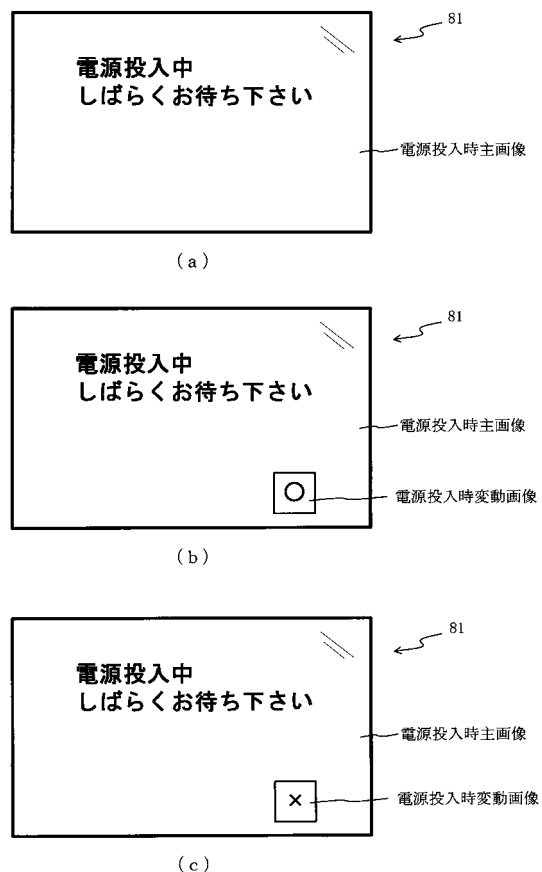 電源投入中
しばらくお待ち下さい
81
電源投入時主画像
(a)
電源投入中
しばらくお待ち下さい
81
電源投入時主画像
○
電源投入時変動画像
(b)
電源投入中
しばらくお待ち下さい
81
電源投入時主画像
×
電源投入時変動画像
(c)